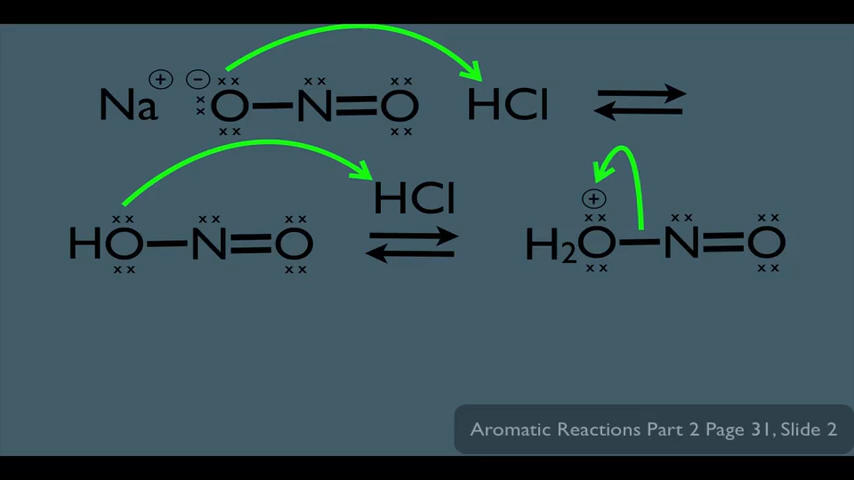 Na⊕ ⊖O—N=O HCl ⇌
HO—N=O HCl ⇌ H₂O⊕—N=O
Aromatic Reactions Part 2 Page 31, Slide 2